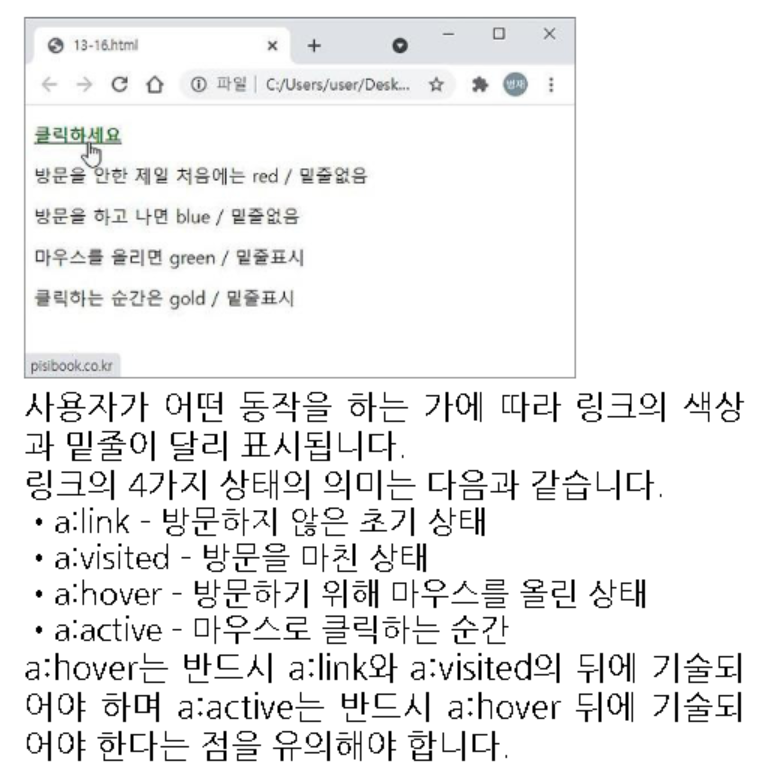 13-16.html
파일 | C:/Users/user/Desk...
범재
클릭하세요
방문을 안한 제일 처음에는 red / 밑줄없음
방문을 하고 나면 blue / 밑줄없음
마우스를 올리면 green / 밑줄표시
클릭하는 순간은 gold / 밑줄표시
pisibook.co.kr
사용자가 어떤 동작을 하는 가에 따라 링크의 색상
과 밑줄이 달리 표시됩니다.
링크의 4가지 상태의 의미는 다음과 같습니다.
• a:link - 방문하지 않은 초기 상태
• a:visited - 방문을 마친 상태
• a:hover - 방문하기 위해 마우스를 올린 상태
• a:active - 마우스로 클릭하는 순간
a:hover는 반드시 a:link와 a:visited의 뒤에 기술되
어야 하며 a:active는 반드시 a:hover 뒤에 기술되
어야 한다는 점을 유의해야 합니다.